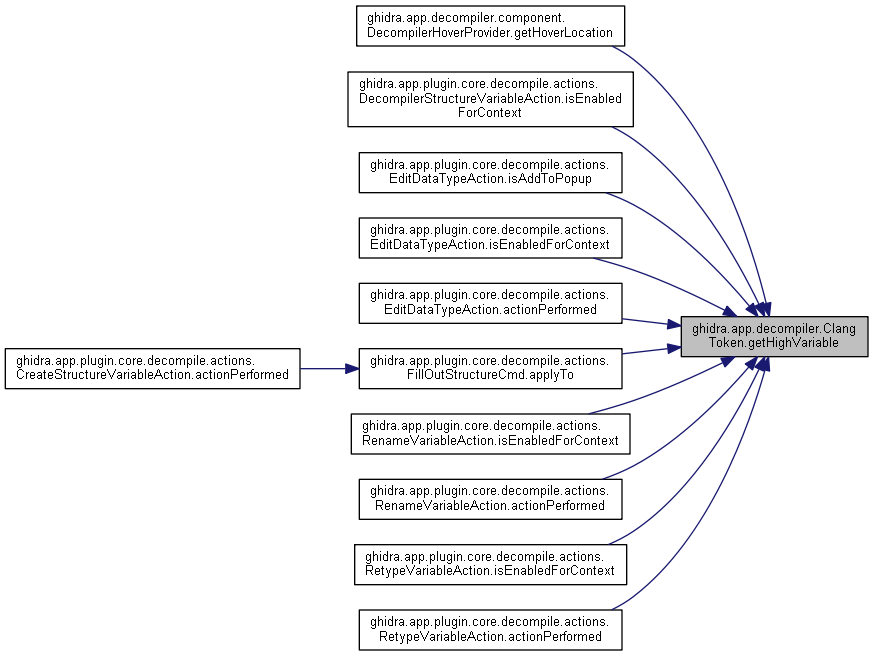 ghidra.app.decompiler.component.
DecompilerHoverProvider.getHoverLocation
ghidra.app.plugin.core.decompile.actions.
DecompilerStructureVariableAction.isEnabled
ForContext
ghidra.app.plugin.core.decompile.actions.
EditDataTypeAction.isAddToPopup
ghidra.app.plugin.core.decompile.actions.
EditDataTypeAction.isEnabledForContext
ghidra.app.plugin.core.decompile.actions.
EditDataTypeAction.actionPerformed
ghidra.app.decompiler.Clang
Token.getHighVariable
ghidra.app.plugin.core.decompile.actions.
CreateStructureVariableAction.actionPerformed
ghidra.app.plugin.core.decompile.actions.
FillOutStructureCmd.applyTo
ghidra.app.plugin.core.decompile.actions.
RenameVariableAction.isEnabledForContext
ghidra.app.plugin.core.decompile.actions.
RenameVariableAction.actionPerformed
ghidra.app.plugin.core.decompile.actions.
RetypeVariableAction.isEnabledForContext
ghidra.app.plugin.core.decompile.actions.
RetypeVariableAction.actionPerformed